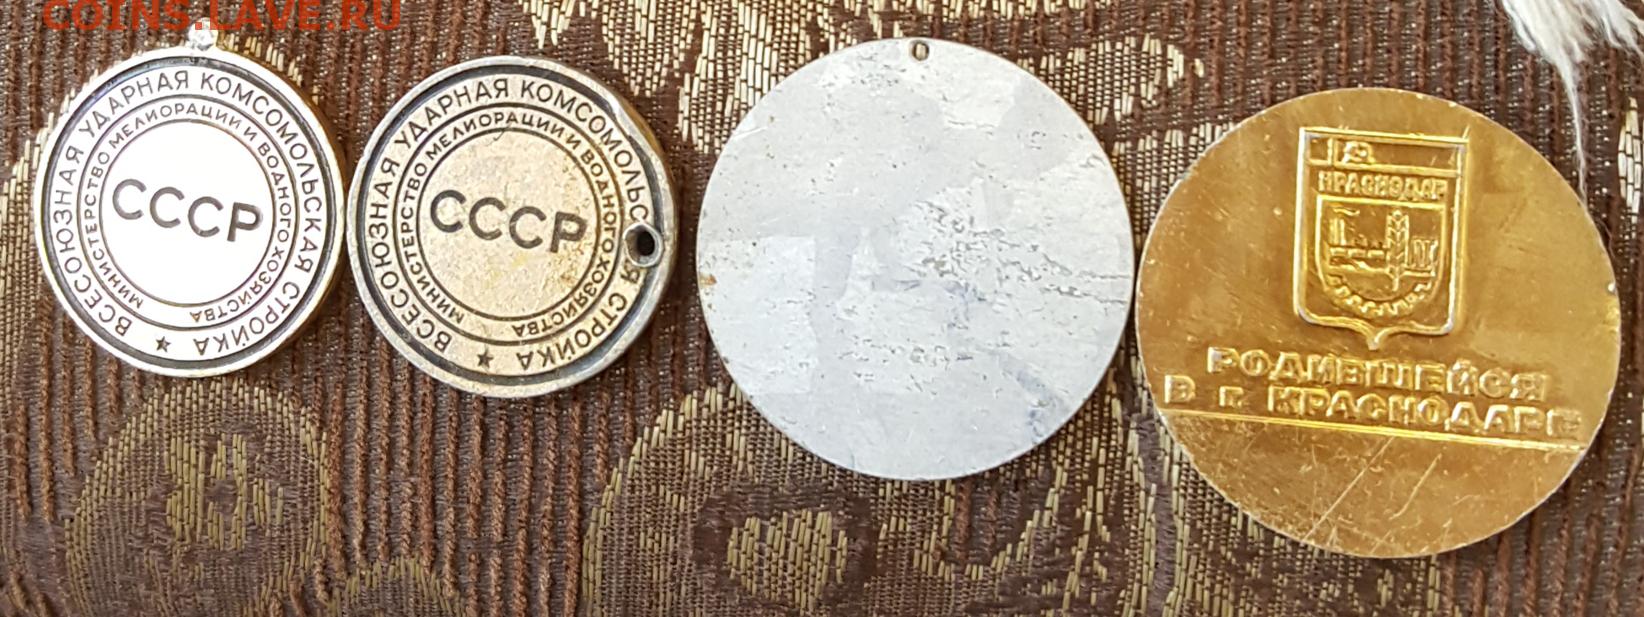 COINS.LAVE.RU
ВСЕСОЮЗНАЯ УДАРНАЯ КОМСОМОЛЬСКАЯ СТРОЙКА
МИНИСТЕРСТВО МЕЛИОРАЦИИ И ВОДНОГО ХОЗЯЙСТВА
СССР
ВСЕСОЮЗНАЯ УДАРНАЯ КОМСОМОЛЬСКАЯ СТРОЙКА
МИНИСТЕРСТВО МЕЛИОРАЦИИ И ВОДНОГО ХОЗЯЙСТВА
СССР
КРАСНОДАР
РОДИВШЕЙСЯ
В г. КРАСНОДАРЕ